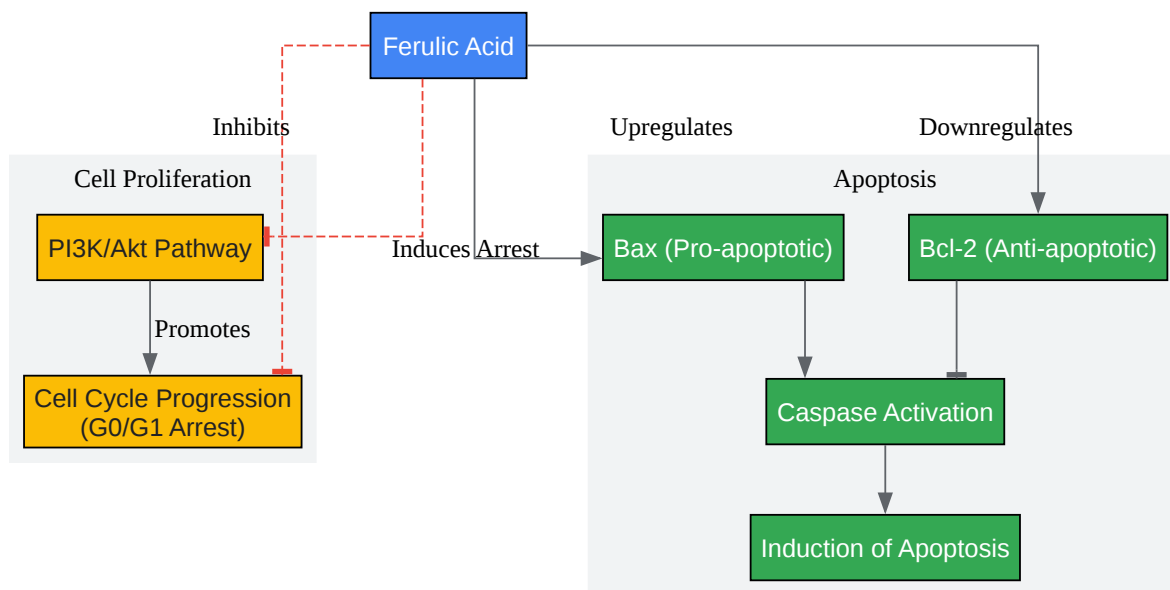 Ferulic Acid
Inhibits
Upregulates
Downregulates
Cell Proliferation
Apoptosis
PI3K/Akt Pathway
Induces Arrest
Bax (Pro-apoptotic)
Bcl-2 (Anti-apoptotic)
Promotes
Cell Cycle Progression
(G0/G1 Arrest)
Caspase Activation
Induction of Apoptosis